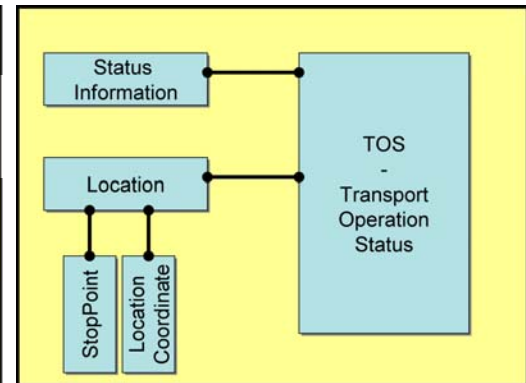 Status
Information
Location
StopPoint
Location
Coordinate
TOS
-
Transport
Operation
Status